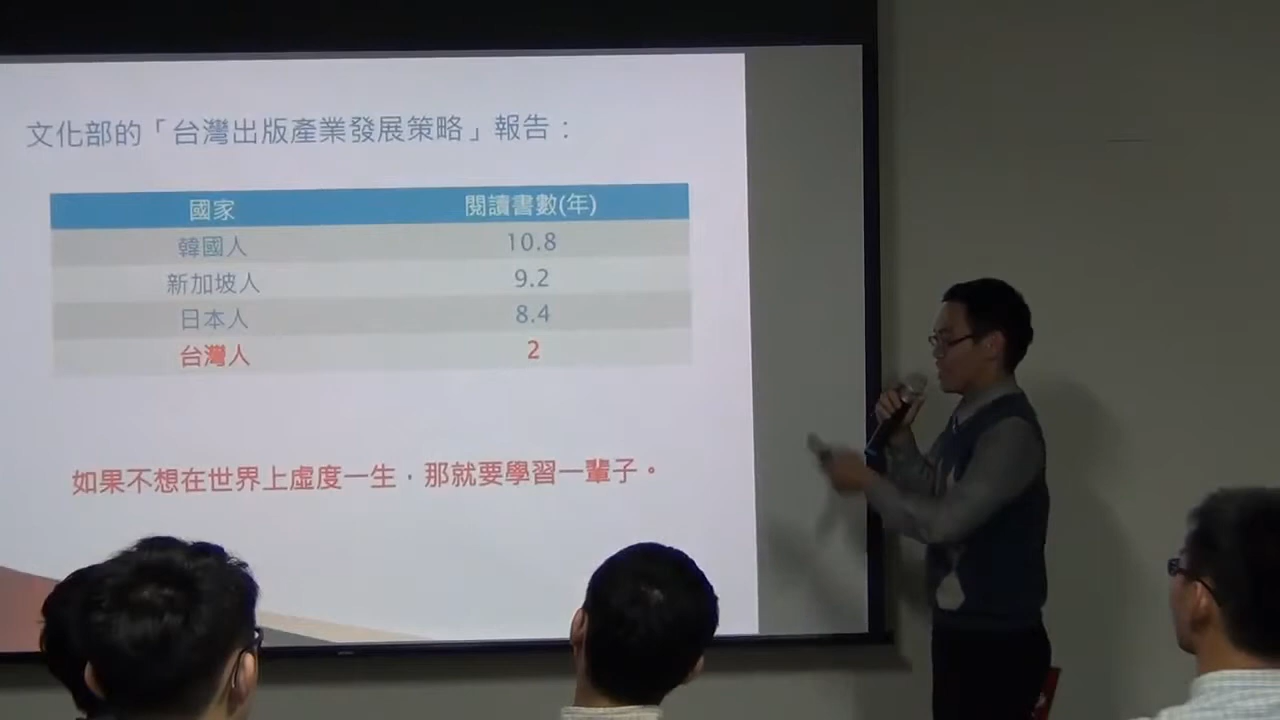 文化部的「台灣出版產業發展策略」報告：
國家 閱讀書數(年)
韓國人 10.8
新加坡人 9.2
日本人 8.4
台灣人 2
如果不想在世界上虛度一生，那就要學習一輩子。